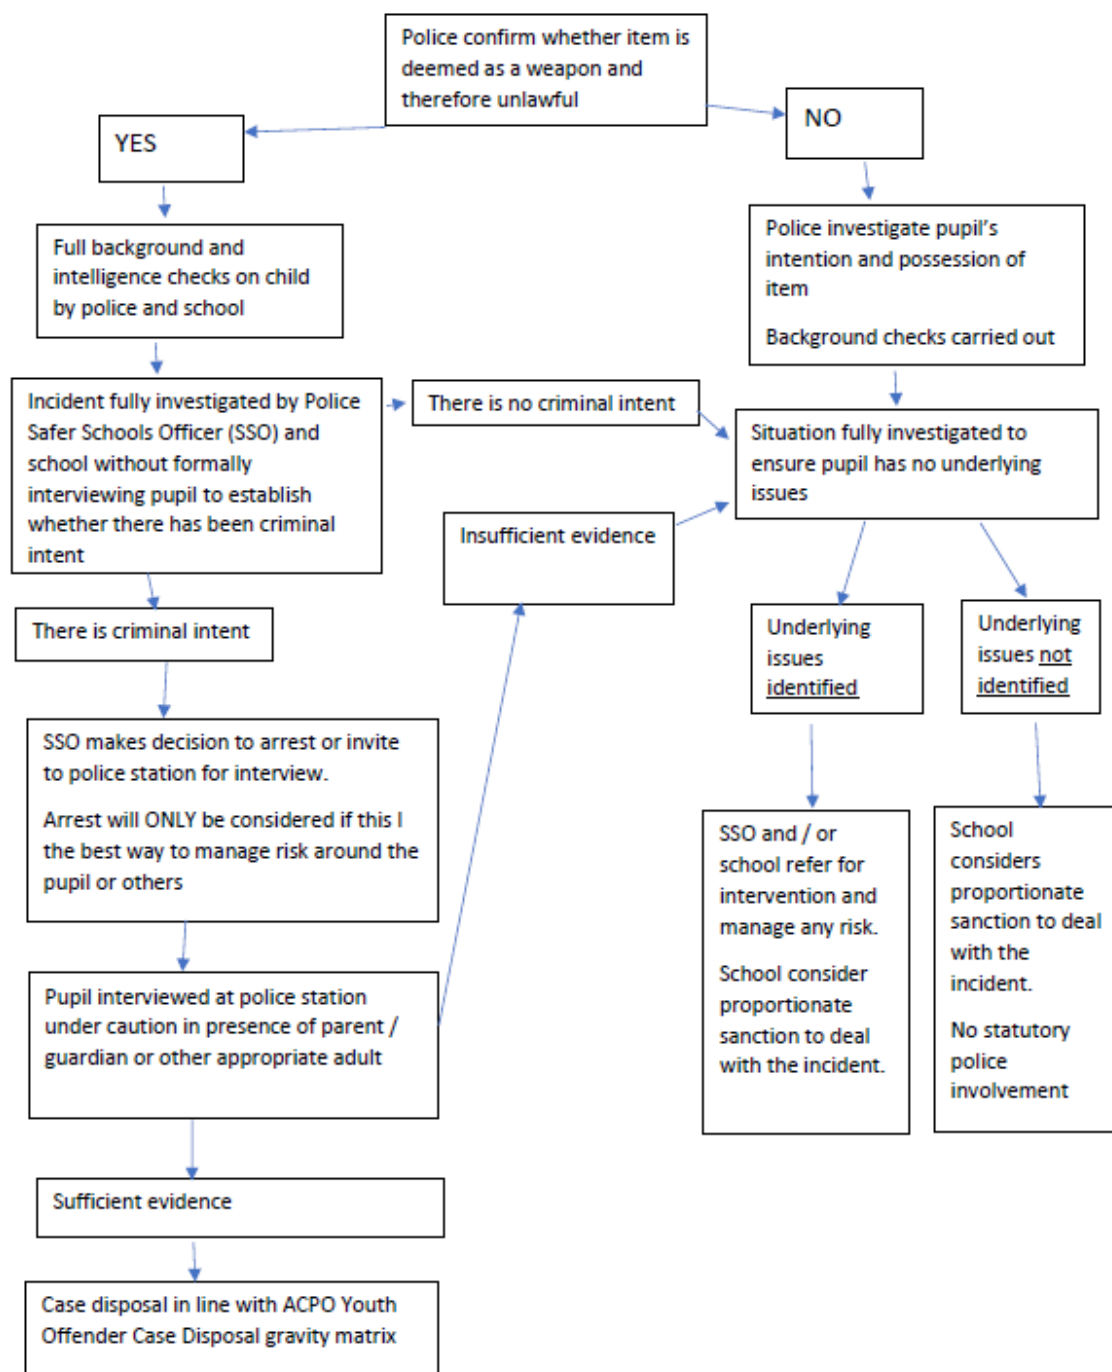 Police confirm whether item is
deemed as a weapon and
therefore unlawful
YES
NO
Full background and
intelligence checks on child
by police and school
Police investigate pupil's
intention and possession of
item
Background checks carried out
Incident fully investigated by Police
Safer Schools Officer (SSO) and
school without formally
interviewing pupil to establish
whether there has been criminal
intent
There is no criminal intent
Situation fully investigated to
ensure pupil has no underlying
issues
Insufficient evidence
There is criminal intent
Underlying
issues
identified
Underlying
issues not
identified
SSO makes decision to arrest or invite
to police station for interview.
Arrest will ONLY be considered if this I
the best way to manage risk around the
pupil or others
SSO and / or
school refer for
intervention and
manage any risk.
School consider
proportionate
sanction to deal
with the incident.
School
considers
proportionate
sanction to deal
with the
incident.
No statutory
police
involvement
Pupil interviewed at police station
under caution in presence of parent /
guardian or other appropriate adult
Sufficient evidence
Case disposal in line with ACPO Youth
Offender Case Disposal gravity matrix